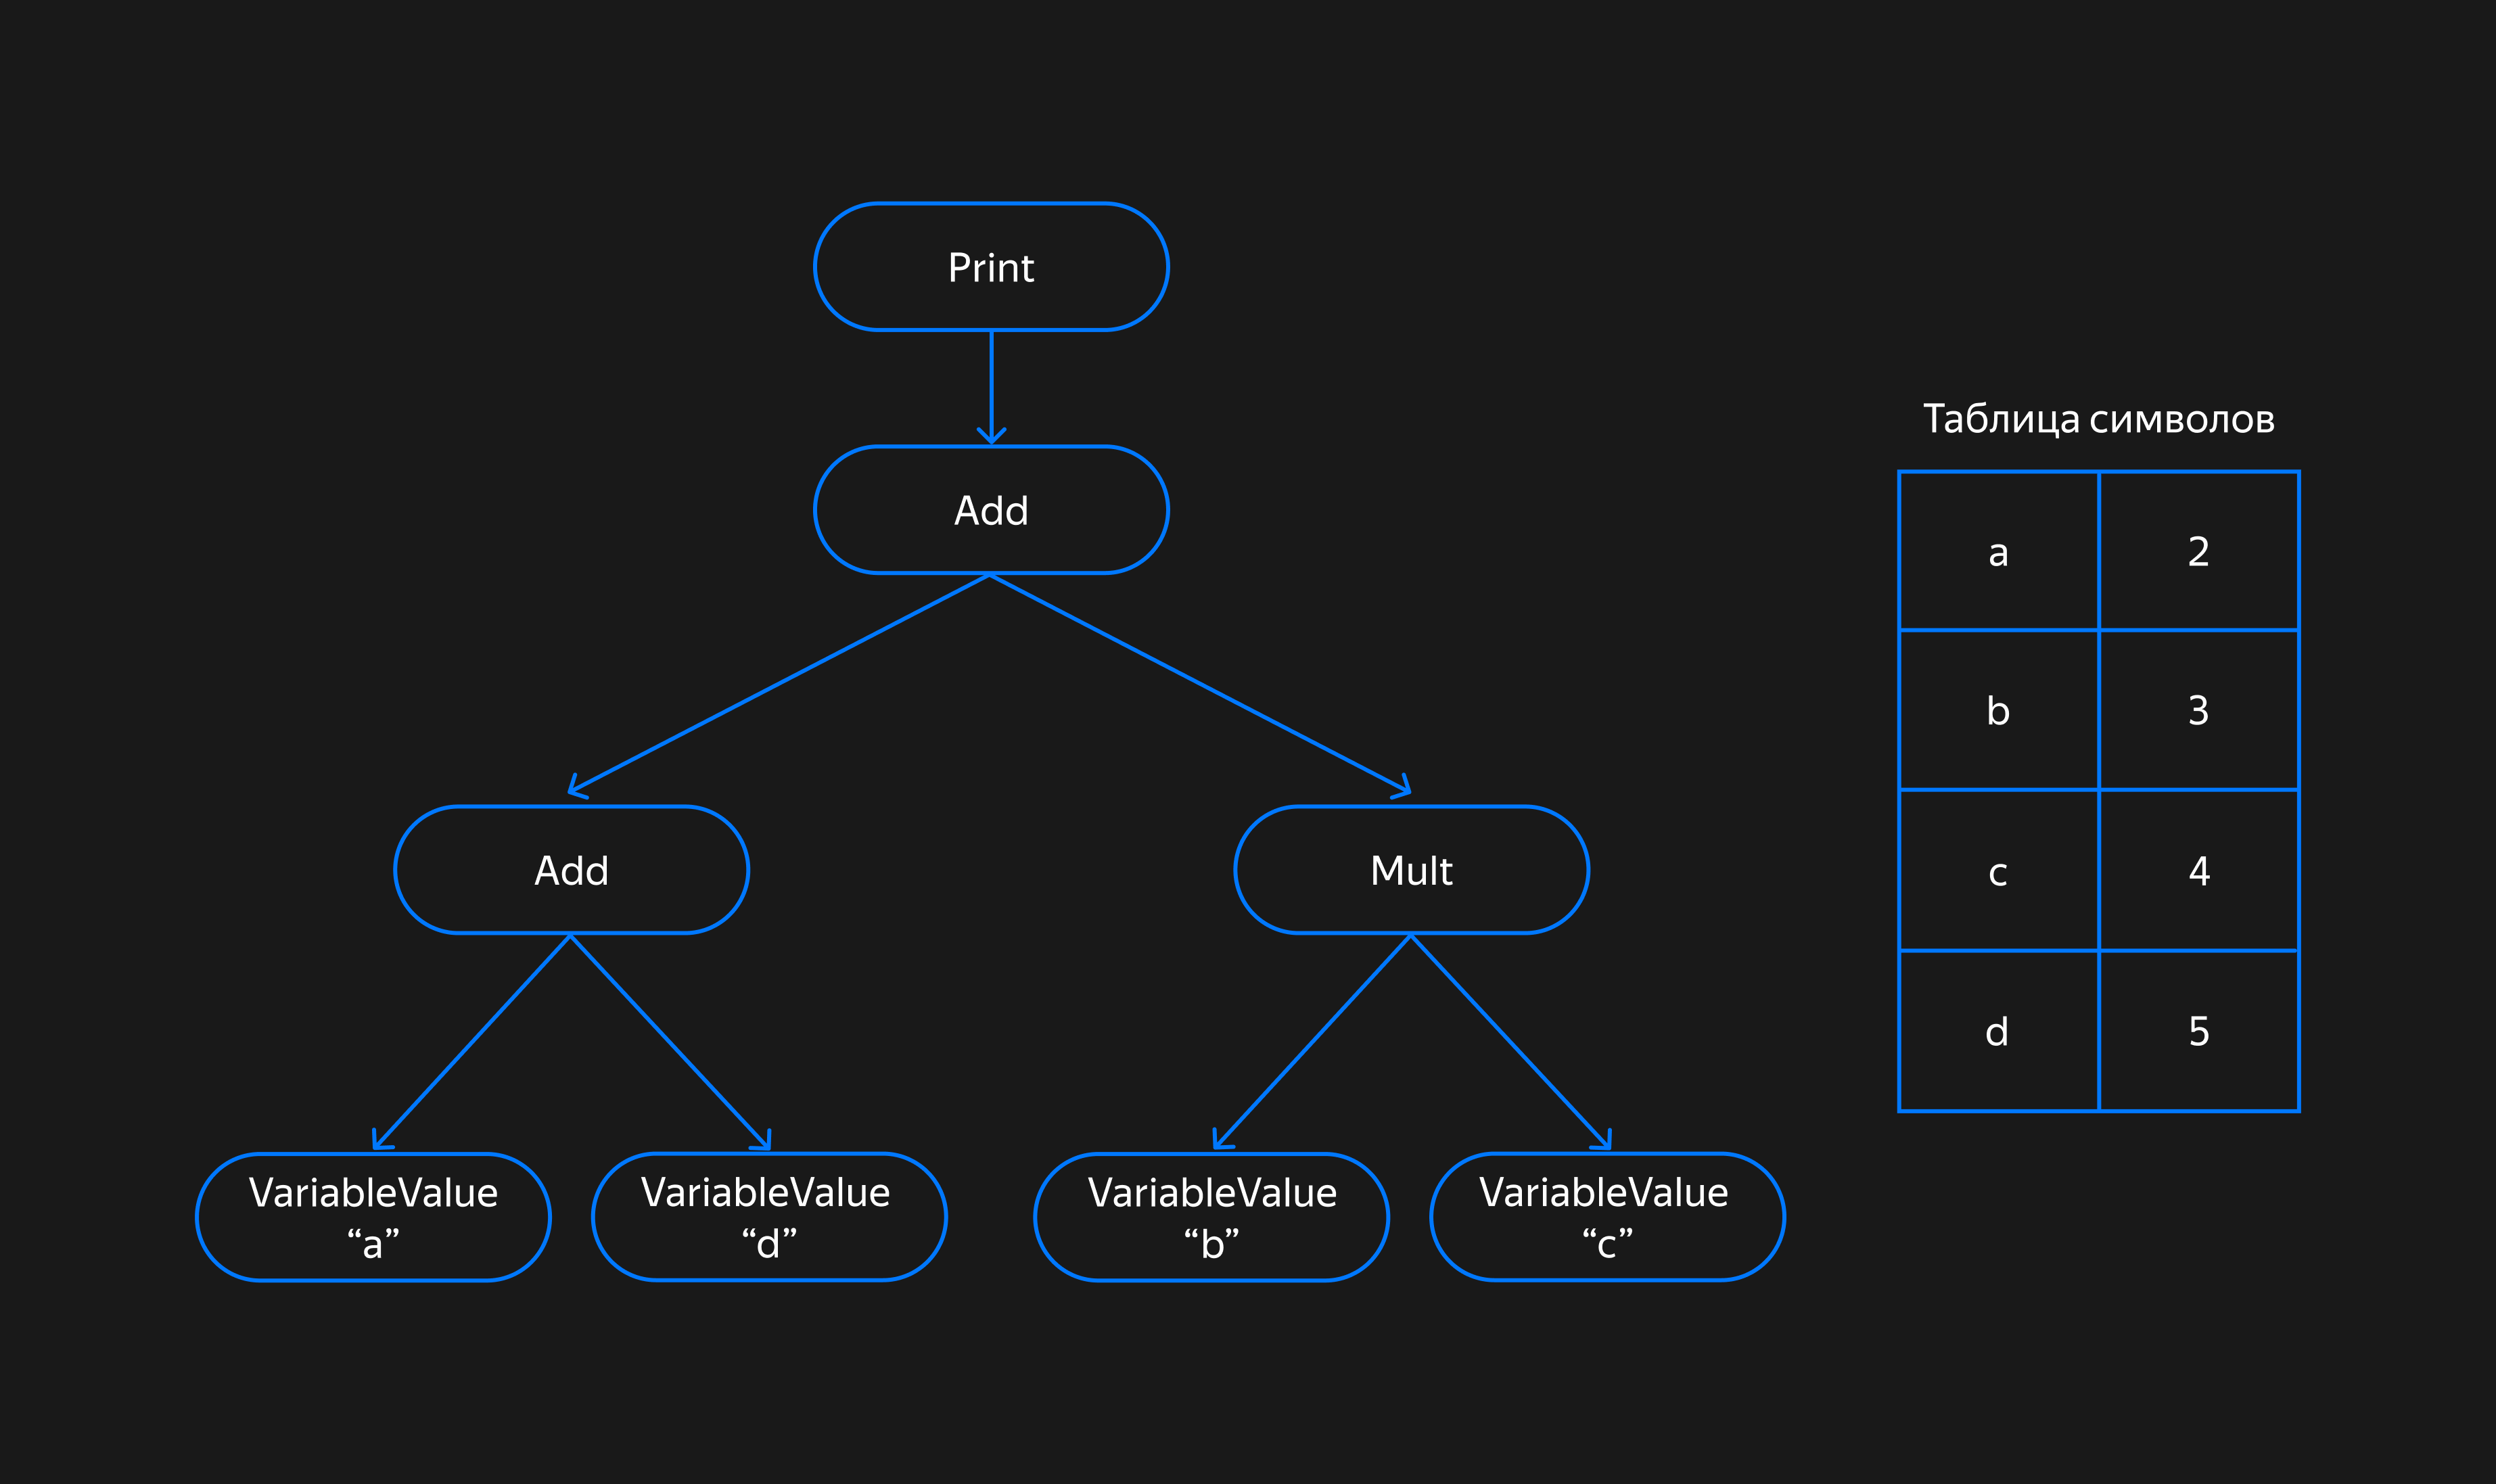 Print
Add
Add
Mult
VariableValue
“a”
VariableValue
“d”
VariableValue
“b”
VariableValue
“c”
Таблица символов
a 2
b 3
c 4
d 5